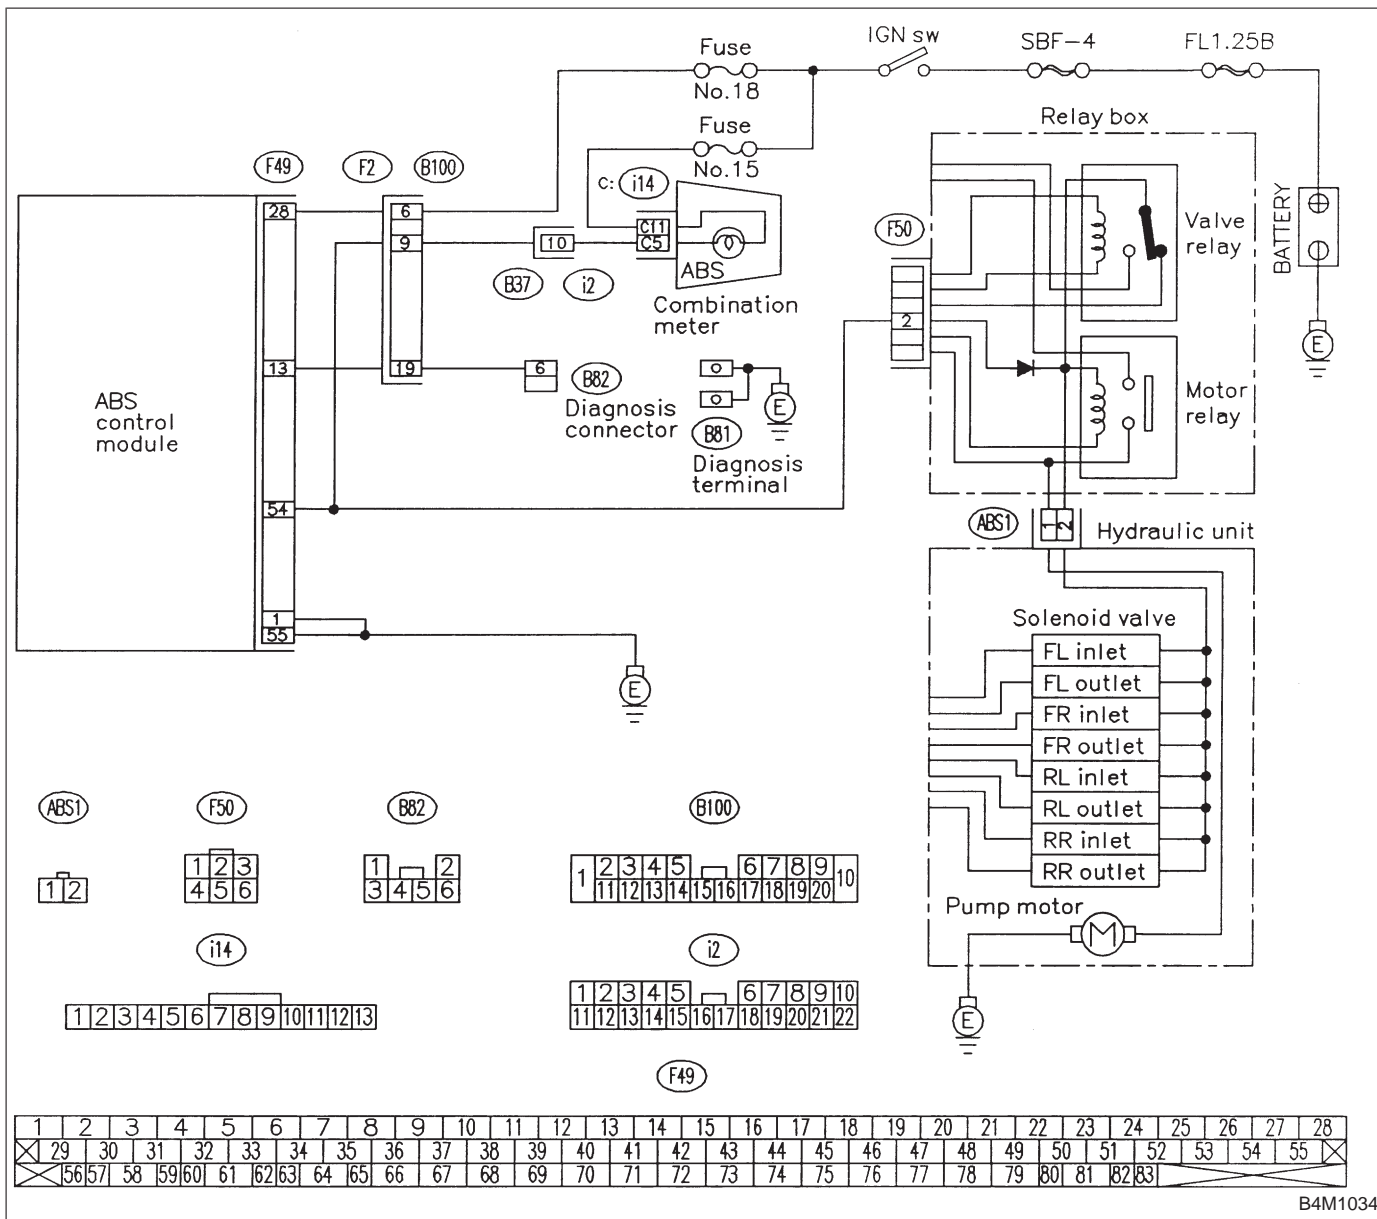 IGN sw
SBF-4
FL1.25B
Fuse
No.18
Fuse
No.15
Relay box
F49
F2
B100
C: i14
28
6
C11
9
10
C5
ABS
B37
i2
Combination
meter
F50
2
Valve
relay
BATTERY
E
13
19
6
B82
Diagnosis
connector
E
B81
Diagnosis
terminal
Motor
relay
ABS
control
module
54
ABS1
1
2
Hydraulic unit
1
55
E
Solenoid valve
FL inlet
FL outlet
FR inlet
FR outlet
RL inlet
RL outlet
RR inlet
RR outlet
Pump motor
M
E
ABS1
F50
B82
B100
1 2
1 2 3
4 5 6
1 2
3 4 5 6
1 2 3 4 5 6 7 8 9 10
11 12 13 14 15 16 17 18 19 20
i14
i2
1 2 3 4 5 6 7 8 9 10 11 12 13
1 2 3 4 5 6 7 8 9 10
11 12 13 14 15 16 17 18 19 20 21 22
F49
1 2 3 4 5 6 7 8 9 10 11 12 13 14 15 16 17 18 19 20 21 22 23 24 25 26 27 28
29 30 31 32 33 34 35 36 37 38 39 40 41 42 43 44 45 46 47 48 49 50 51 52 53 54 55
56 57 58 59 60 61 62 63 64 65 66 67 68 69 70 71 72 73 74 75 76 77 78 79 80 81 82 83
B4M1034